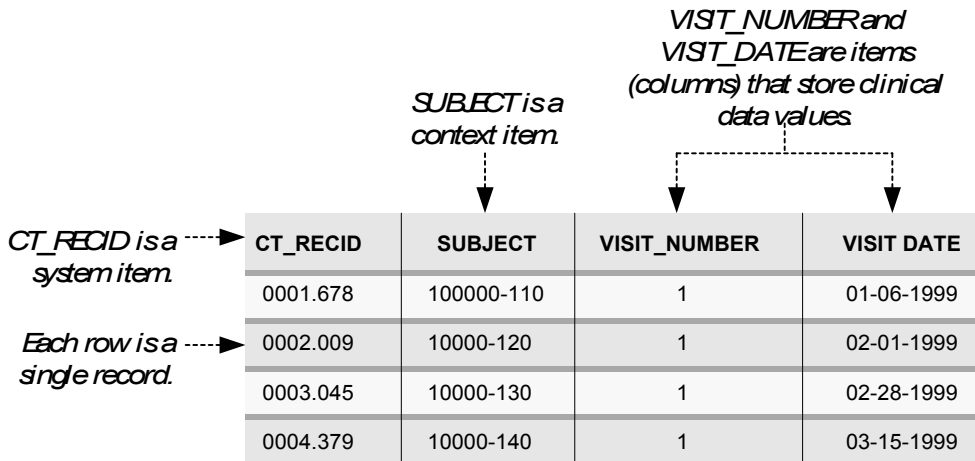 VISIT_NUMBER and
VISIT_DATE are items
(columns) that store clinical
data values.
SUBJECT is a
context item.
CT_RECID is a
system item.
CT_RECID SUBJECT VISIT_NUMBER VISIT DATE
0001.678 100000-110 1 01-06-1999
Each row is a
single record.
0002.009 10000-120 1 02-01-1999
0003.045 10000-130 1 02-28-1999
0004.379 10000-140 1 03-15-1999